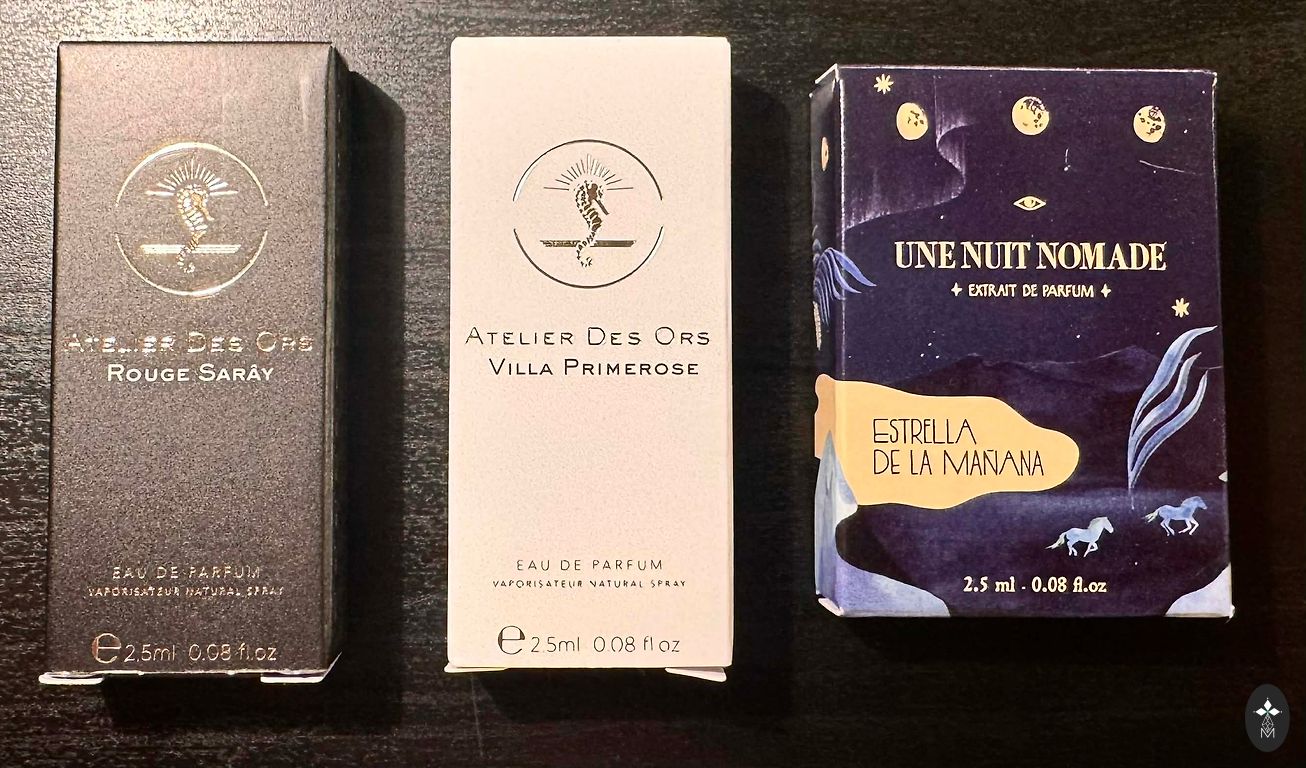 Atelier Des Ors
Rouge Sarây
EAU DE PARFUM
VAPORISATEUR NATURAL SPRAY
e 2.5ml 0.08 fl oz
Atelier Des Ors
Villa Primerose
EAU DE PARFUM
VAPORISATEUR NATURAL SPRAY
e 2.5ml 0.08 fl oz
UNE NUIT NOMADE
EXTRAIT DE PARFUM
ESTRELLA
DE LA MAÑANA
2.5 ml - 0.08 fl.oz
M